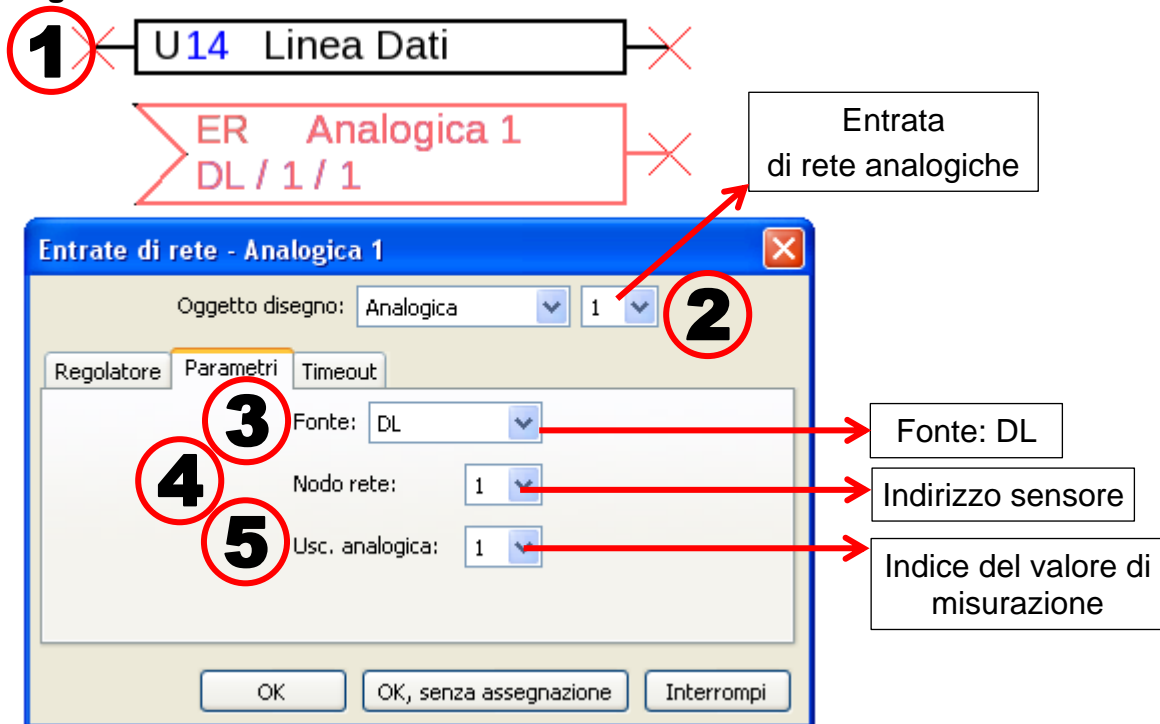 1
U14 Linea Dati
ER Analogica 1
DL / 1 / 1
Entrata
di rete analogiche
Entrate di rete - Analogica 1
Oggetto disegno: Analogica 1
2
Regolatore Parametri Timeout
3
Fonte: DL
Fonte: DL
4
Nodo rete: 1
Indirizzo sensore
5
Usc. analogica: 1
Indice del valore di
misurazione
OK OK, senza assegnazione Interrompi